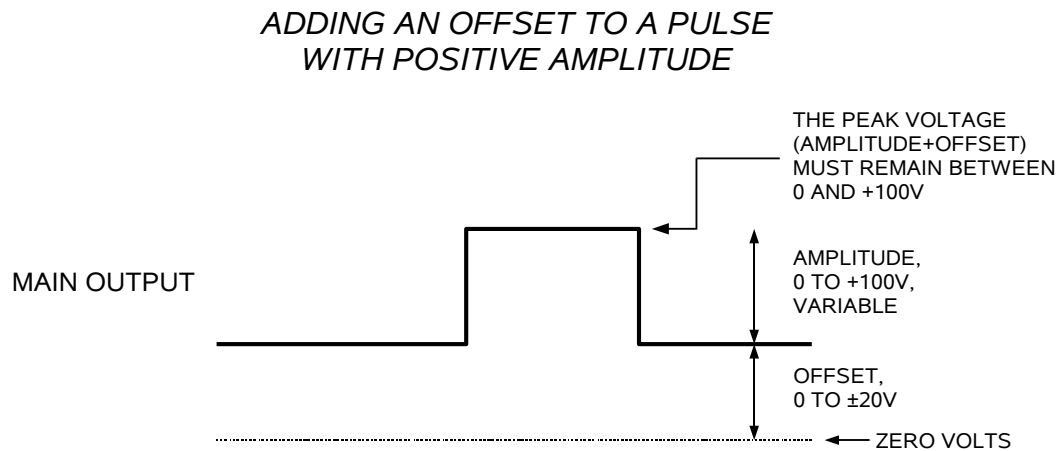 ADDING AN OFFSET TO A PULSE
WITH POSITIVE AMPLITUDE
THE PEAK VOLTAGE
(AMPLITUDE+OFFSET)
MUST REMAIN BETWEEN
0 AND +100V
MAIN OUTPUT
AMPLITUDE,
0 TO +100V,
VARIABLE
OFFSET,
0 TO ±20V
ZERO VOLTS